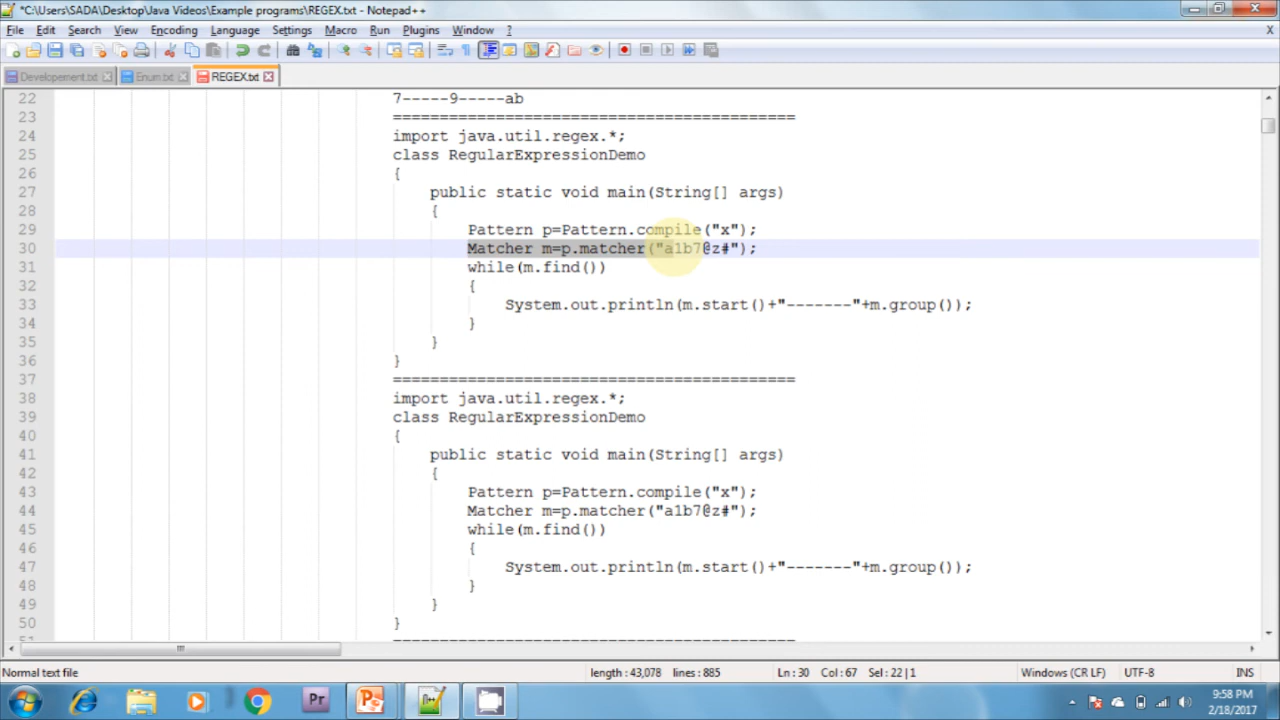 *C:\Users\SADA\Desktop\Java Videos\Example programs\REGEX.txt - Notepad++
File Edit Search View Encoding Language Settings Macro Run Plugins Window ? X
Developement.txt Enum.txt REGEX.txt
22 7-----9-----ab
23 ===========================================
24 import java.util.regex.*;
25 class RegularExpressionDemo
26 {
27 public static void main(String[] args)
28 {
29 Pattern p=Pattern.compile("x");
30 Matcher m=p.matcher("a1b7@z#");
31 while(m.find())
32 {
33 System.out.println(m.start()+"-------"+m.group());
34 }
35 }
36 }
37 ===========================================
38 import java.util.regex.*;
39 class RegularExpressionDemo
40 {
41 public static void main(String[] args)
42 {
43 Pattern p=Pattern.compile("x");
44 Matcher m=p.matcher("a1b7@z#");
45 while(m.find())
46 {
47 System.out.println(m.start()+"-------"+m.group());
48 }
49 }
50 }
51 ===========================================
Normal text file length : 43,078 lines : 885 Ln : 30 Col : 67 Sel : 22 | 1 Windows (CR LF) UTF-8 INS
Pr P
9:58 PM
2/18/2017